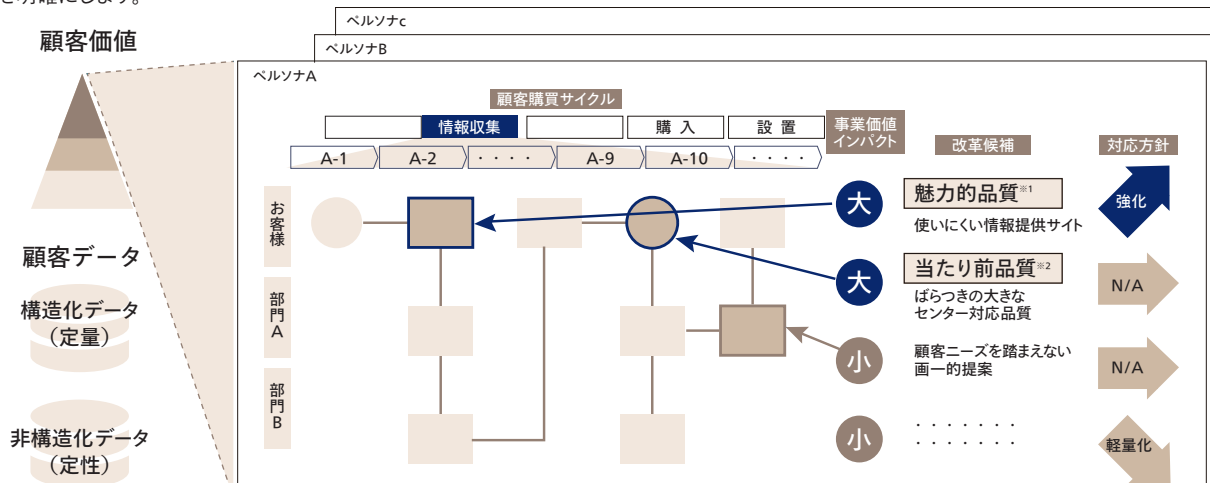 を明確にします。
顧客価値
顧客データ
構造化データ
（定量）
非構造化データ
（定性）
ペルソナc
ペルソナB
ペルソナA
顧客購買サイクル
情報収集
購 入
設 置
A-1
A-2
・・・・
A-9
A-10
・・・・
事業価値
インパクト
改革候補
対応方針
お客様
部門A
部門B
大
魅力的品質※1
使いにくい情報提供サイト
強化
大
当たり前品質※2
ばらつきの大きな
センター対応品質
N/A
小
顧客ニーズを踏まえない
画一的提案
N/A
小
・・・・・・・
・・・・・・・
軽量化